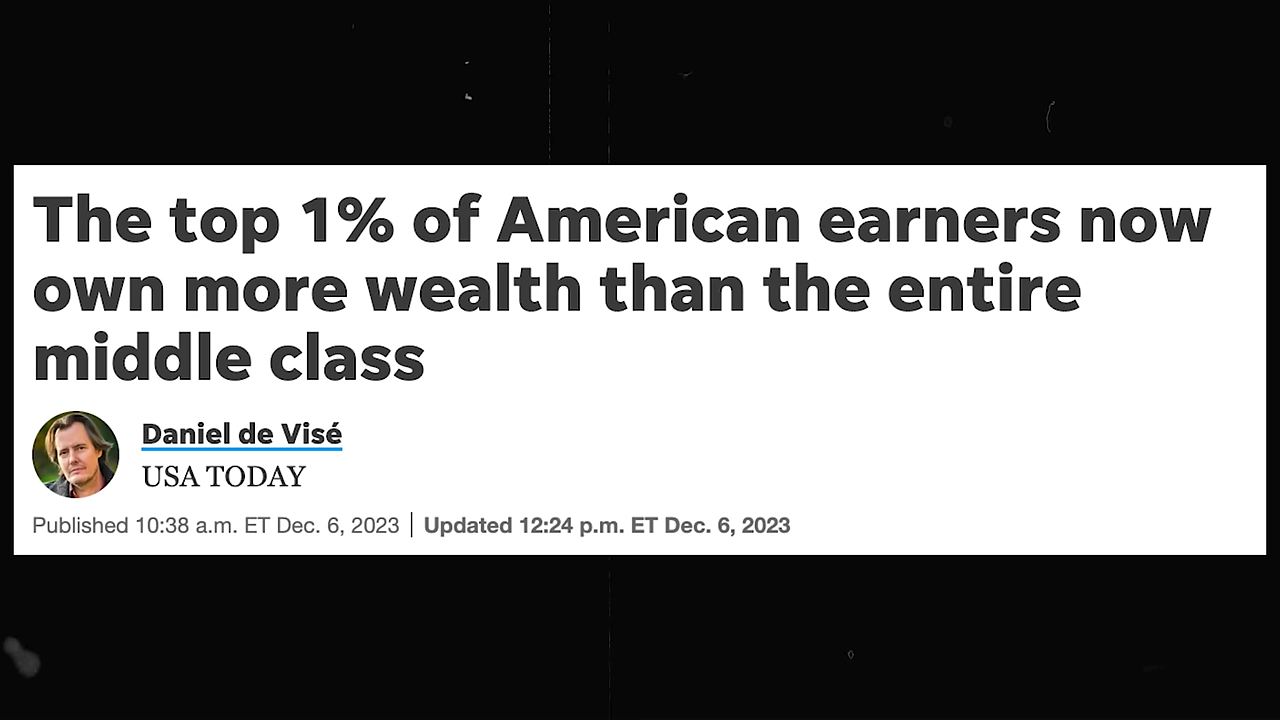 The top 1% of American earners now
own more wealth than the entire
middle class
Daniel de Visé
USA TODAY
Published 10:38 a.m. ET Dec. 6, 2023 | Updated 12:24 p.m. ET Dec. 6, 2023